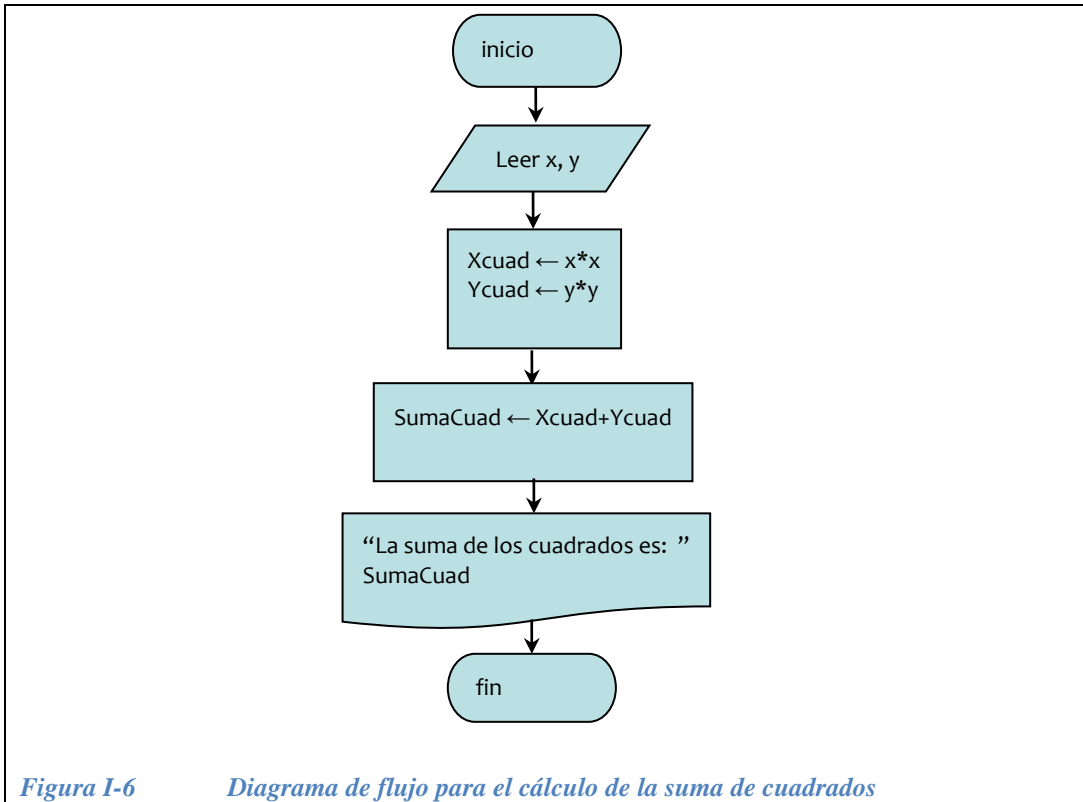 inicio
Leer x, y
Xcuad ← x*x
Ycuad ← y*y
SumaCuad ← Xcuad+Ycuad
“La suma de los cuadrados es:  ”
SumaCuad
fin
Figura I-6 Diagrama de flujo para el cálculo de la suma de cuadrados